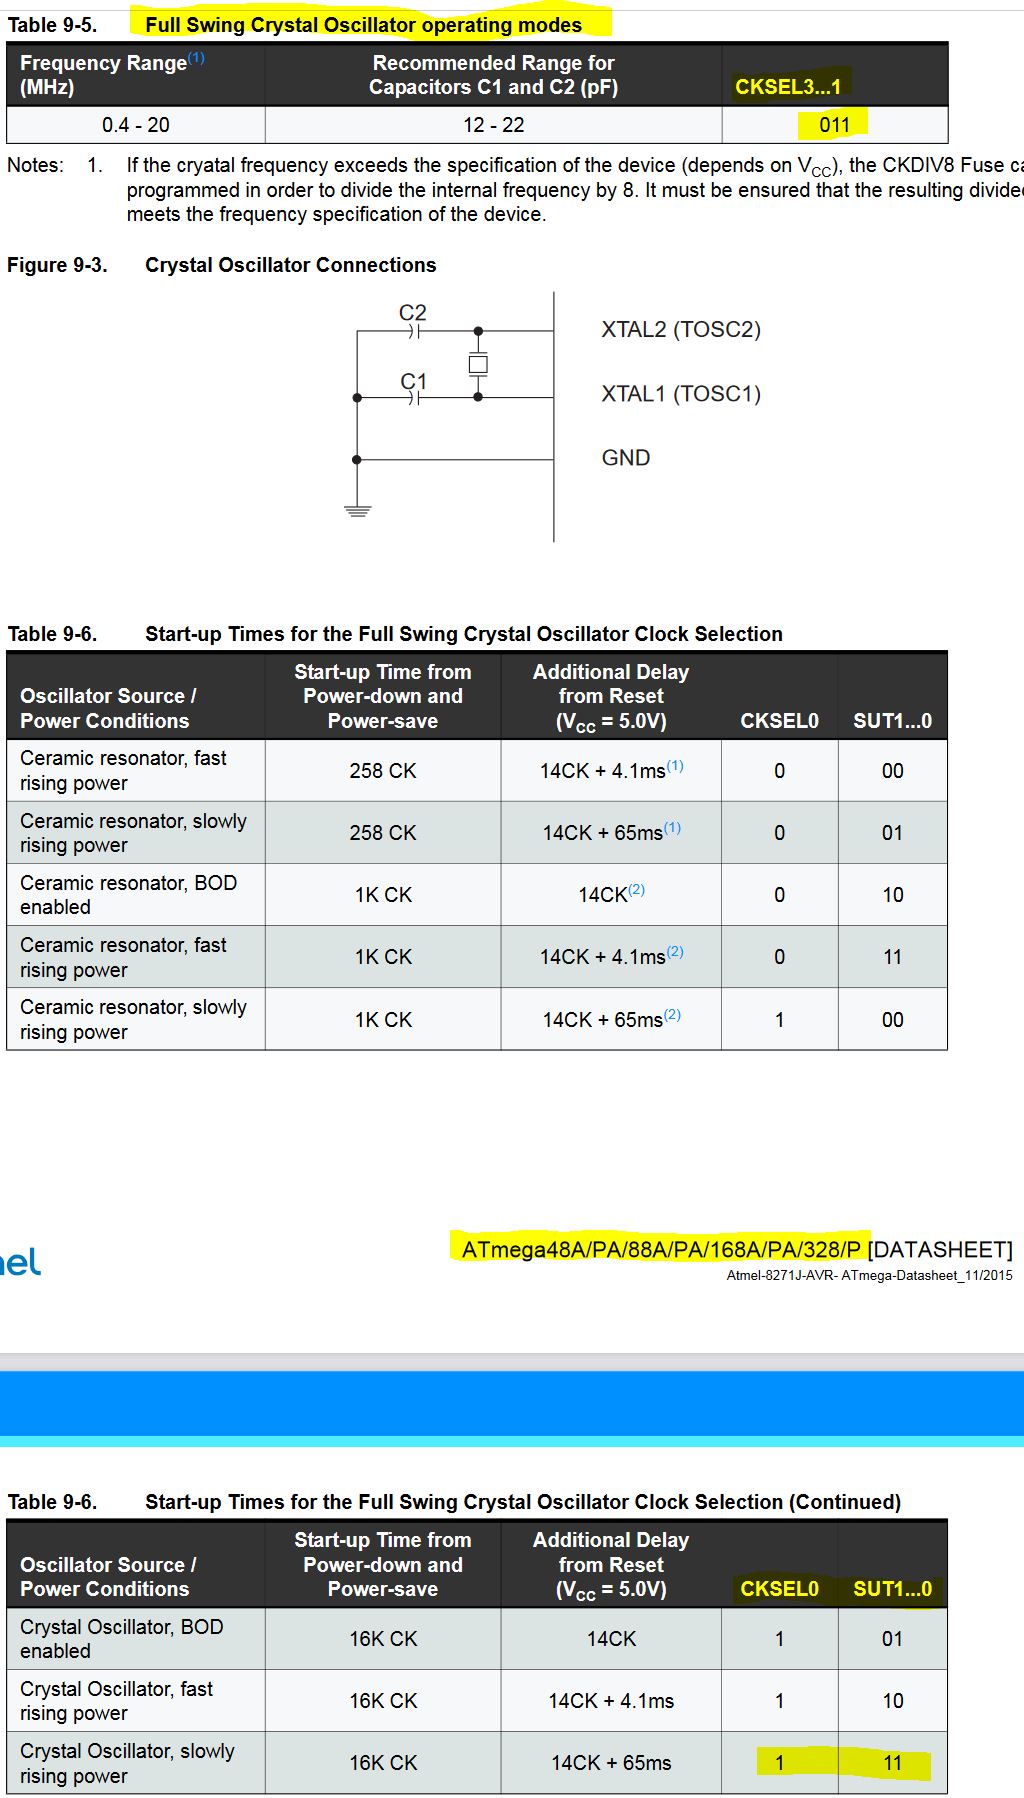 Table 9-5. Full Swing Crystal Oscillator operating modes
Frequency Range(1) (MHz) Recommended Range for Capacitors C1 and C2 (pF) CKSEL3...1
0.4 - 20 12 - 22 011
Notes: 1. If the cryatal frequency exceeds the specification of the device (depends on VCC), the CKDIV8 Fuse
programmed in order to divide the internal frequency by 8. It must be ensured that the resulting
meets the frequency specification of the device.
Figure 9-3. Crystal Oscillator Connections
C2
XTAL2 (TOSC2)
C1
XTAL1 (TOSC1)
GND
Table 9-6. Start-up Times for the Full Swing Crystal Oscillator Clock Selection
Oscillator Source / Power Conditions Start-up Time from Power-down and Power-save Additional Delay from Reset (VCC = 5.0V) CKSEL0 SUT1...0
Ceramic resonator, fast rising power 258 CK 14CK + 4.1ms(1) 0 00
Ceramic resonator, slowly rising power 258 CK 14CK + 65ms(1) 0 01
Ceramic resonator, BOD enabled 1K CK 14CK(2) 0 10
Ceramic resonator, fast rising power 1K CK 14CK + 4.1ms(2) 0 11
Ceramic resonator, slowly rising power 1K CK 14CK + 65ms(2) 1 00
ATmega48A/PA/88A/PA/168A/PA/328/P [DATASHEET]
Atmel-8271J-AVR- ATmega-Datasheet_11/2015
Table 9-6. Start-up Times for the Full Swing Crystal Oscillator Clock Selection (Continued)
Oscillator Source / Power Conditions Start-up Time from Power-down and Power-save Additional Delay from Reset (VCC = 5.0V) CKSEL0 SUT1...0
Crystal Oscillator, BOD enabled 16K CK 14CK 1 01
Crystal Oscillator, fast rising power 16K CK 14CK + 4.1ms 1 10
Crystal Oscillator, slowly rising power 16K CK 14CK + 65ms 1 11